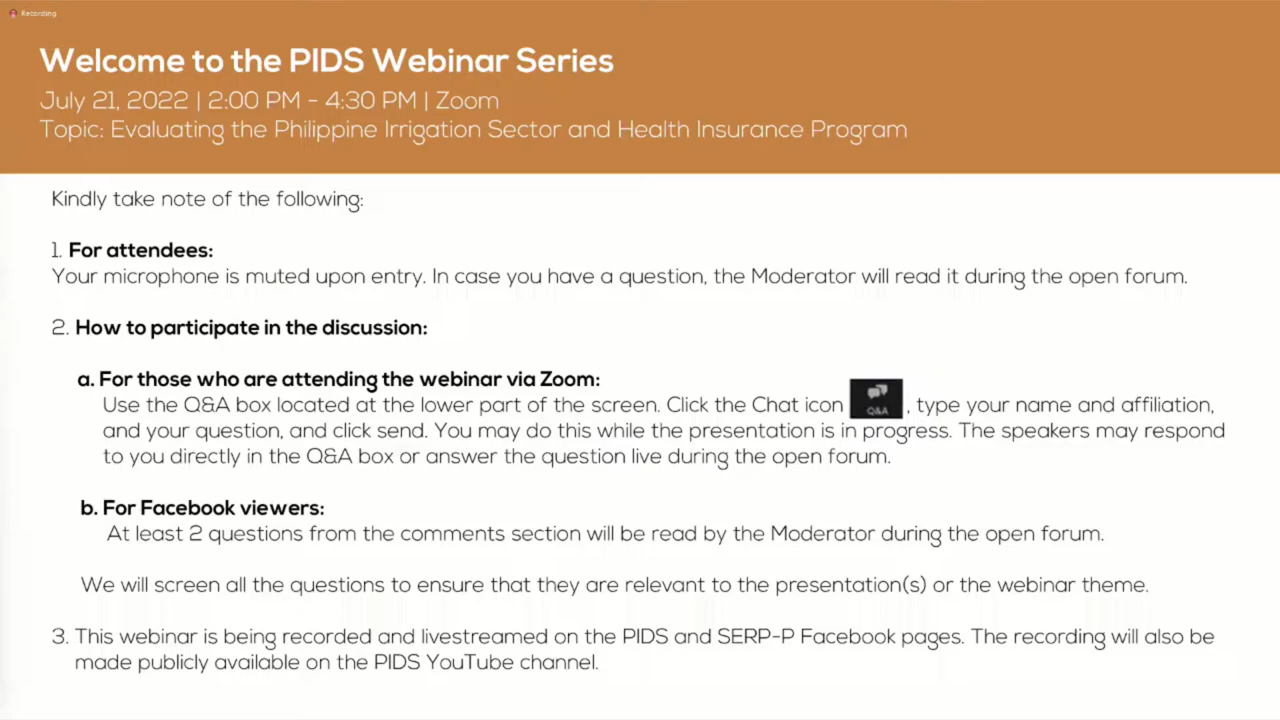 Recording
Welcome to the PIDS Webinar Series
July 21, 2022 | 2:00 PM - 4:30 PM | Zoom
Topic: Evaluating the Philippine Irrigation Sector and Health Insurance Program
Kindly take note of the following:
1. For attendees:
Your microphone is muted upon entry. In case you have a question, the Moderator will read it during the open forum.
2. How to participate in the discussion:
a. For those who are attending the webinar via Zoom:
Use the Q&A box located at the lower part of the screen. Click the Chat icon Q&A , type your name and affiliation,
and your question, and click send. You may do this while the presentation is in progress. The speakers may respond
to you directly in the Q&A box or answer the question live during the open forum.
b. For Facebook viewers:
At least 2 questions from the comments section will be read by the Moderator during the open forum.
We will screen all the questions to ensure that they are relevant to the presentation(s) or the webinar theme.
3. This webinar is being recorded and livestreamed on the PIDS and SERP-P Facebook pages. The recording will also be
made publicly available on the PIDS YouTube channel.